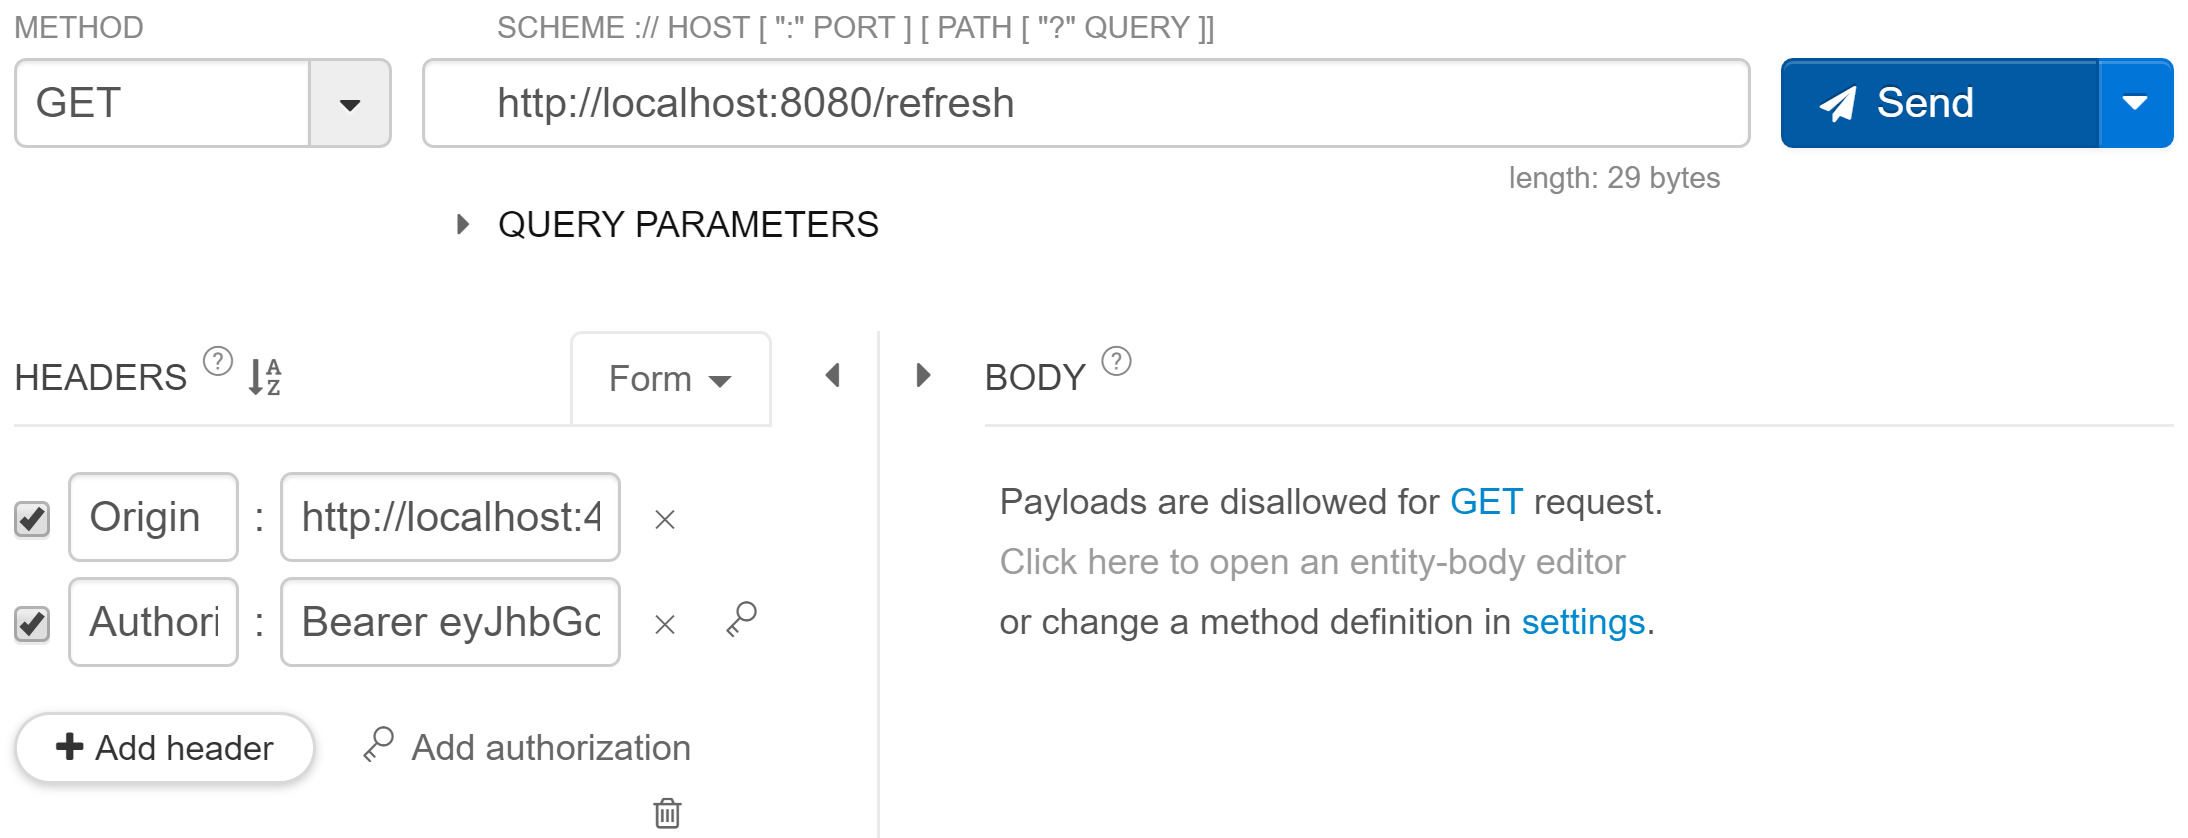 METHOD
SCHEME :// HOST [ ":" PORT ] [ PATH [ "?" QUERY ]]
GET
http://localhost:8080/refresh
Send
length: 29 bytes
QUERY PARAMETERS
HEADERS ? A Z
Form
BODY ?
Origin : http://localhost:4
Authori : Bearer eyJhbGc
Add header
Add authorization
Payloads are disallowed for GET request.
Click here to open an entity-body editor
or change a method definition in settings.